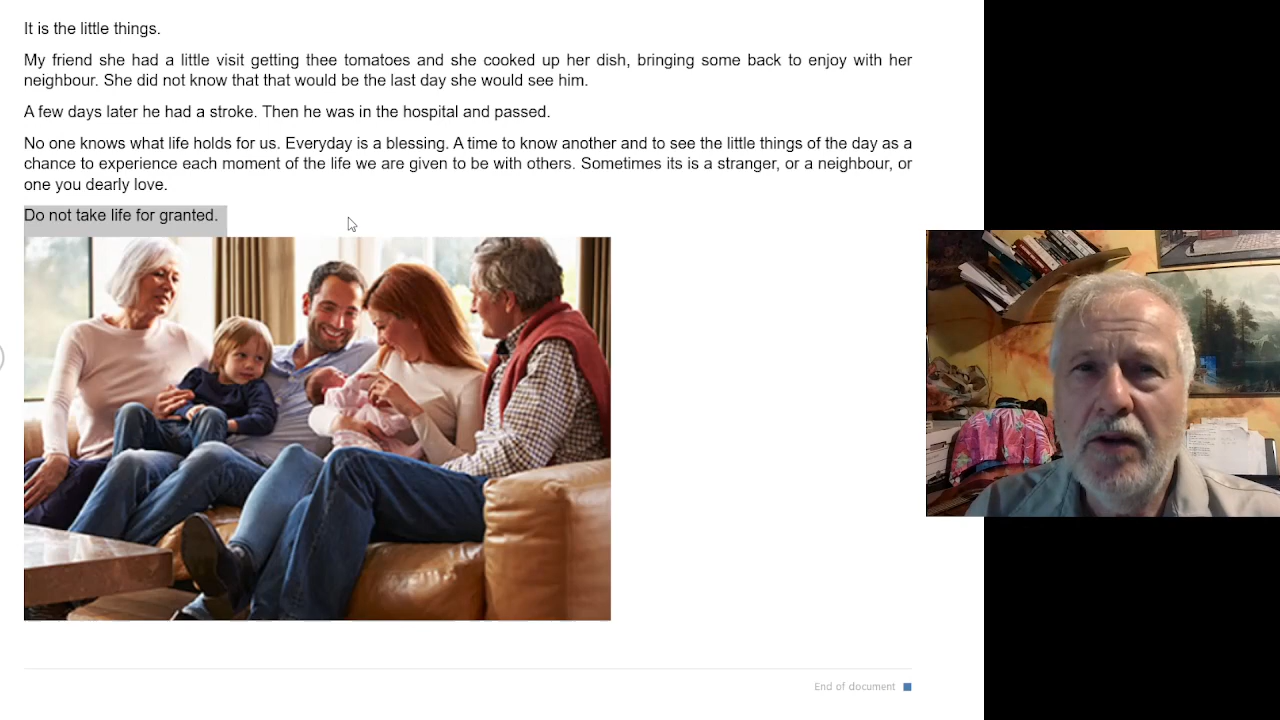 It is the little things.
My friend she had a little visit getting thee tomatoes and she cooked up her dish, bringing some back to enjoy with her
neighbour. She did not know that that would be the last day she would see him.
A few days later he had a stroke. Then he was in the hospital and passed.
No one knows what life holds for us. Everyday is a blessing. A time to know another and to see the little things of the day as a
chance to experience each moment of the life we are given to be with others. Sometimes its is a stranger, or a neighbour, or
one you dearly love.
Do not take life for granted.
End of document